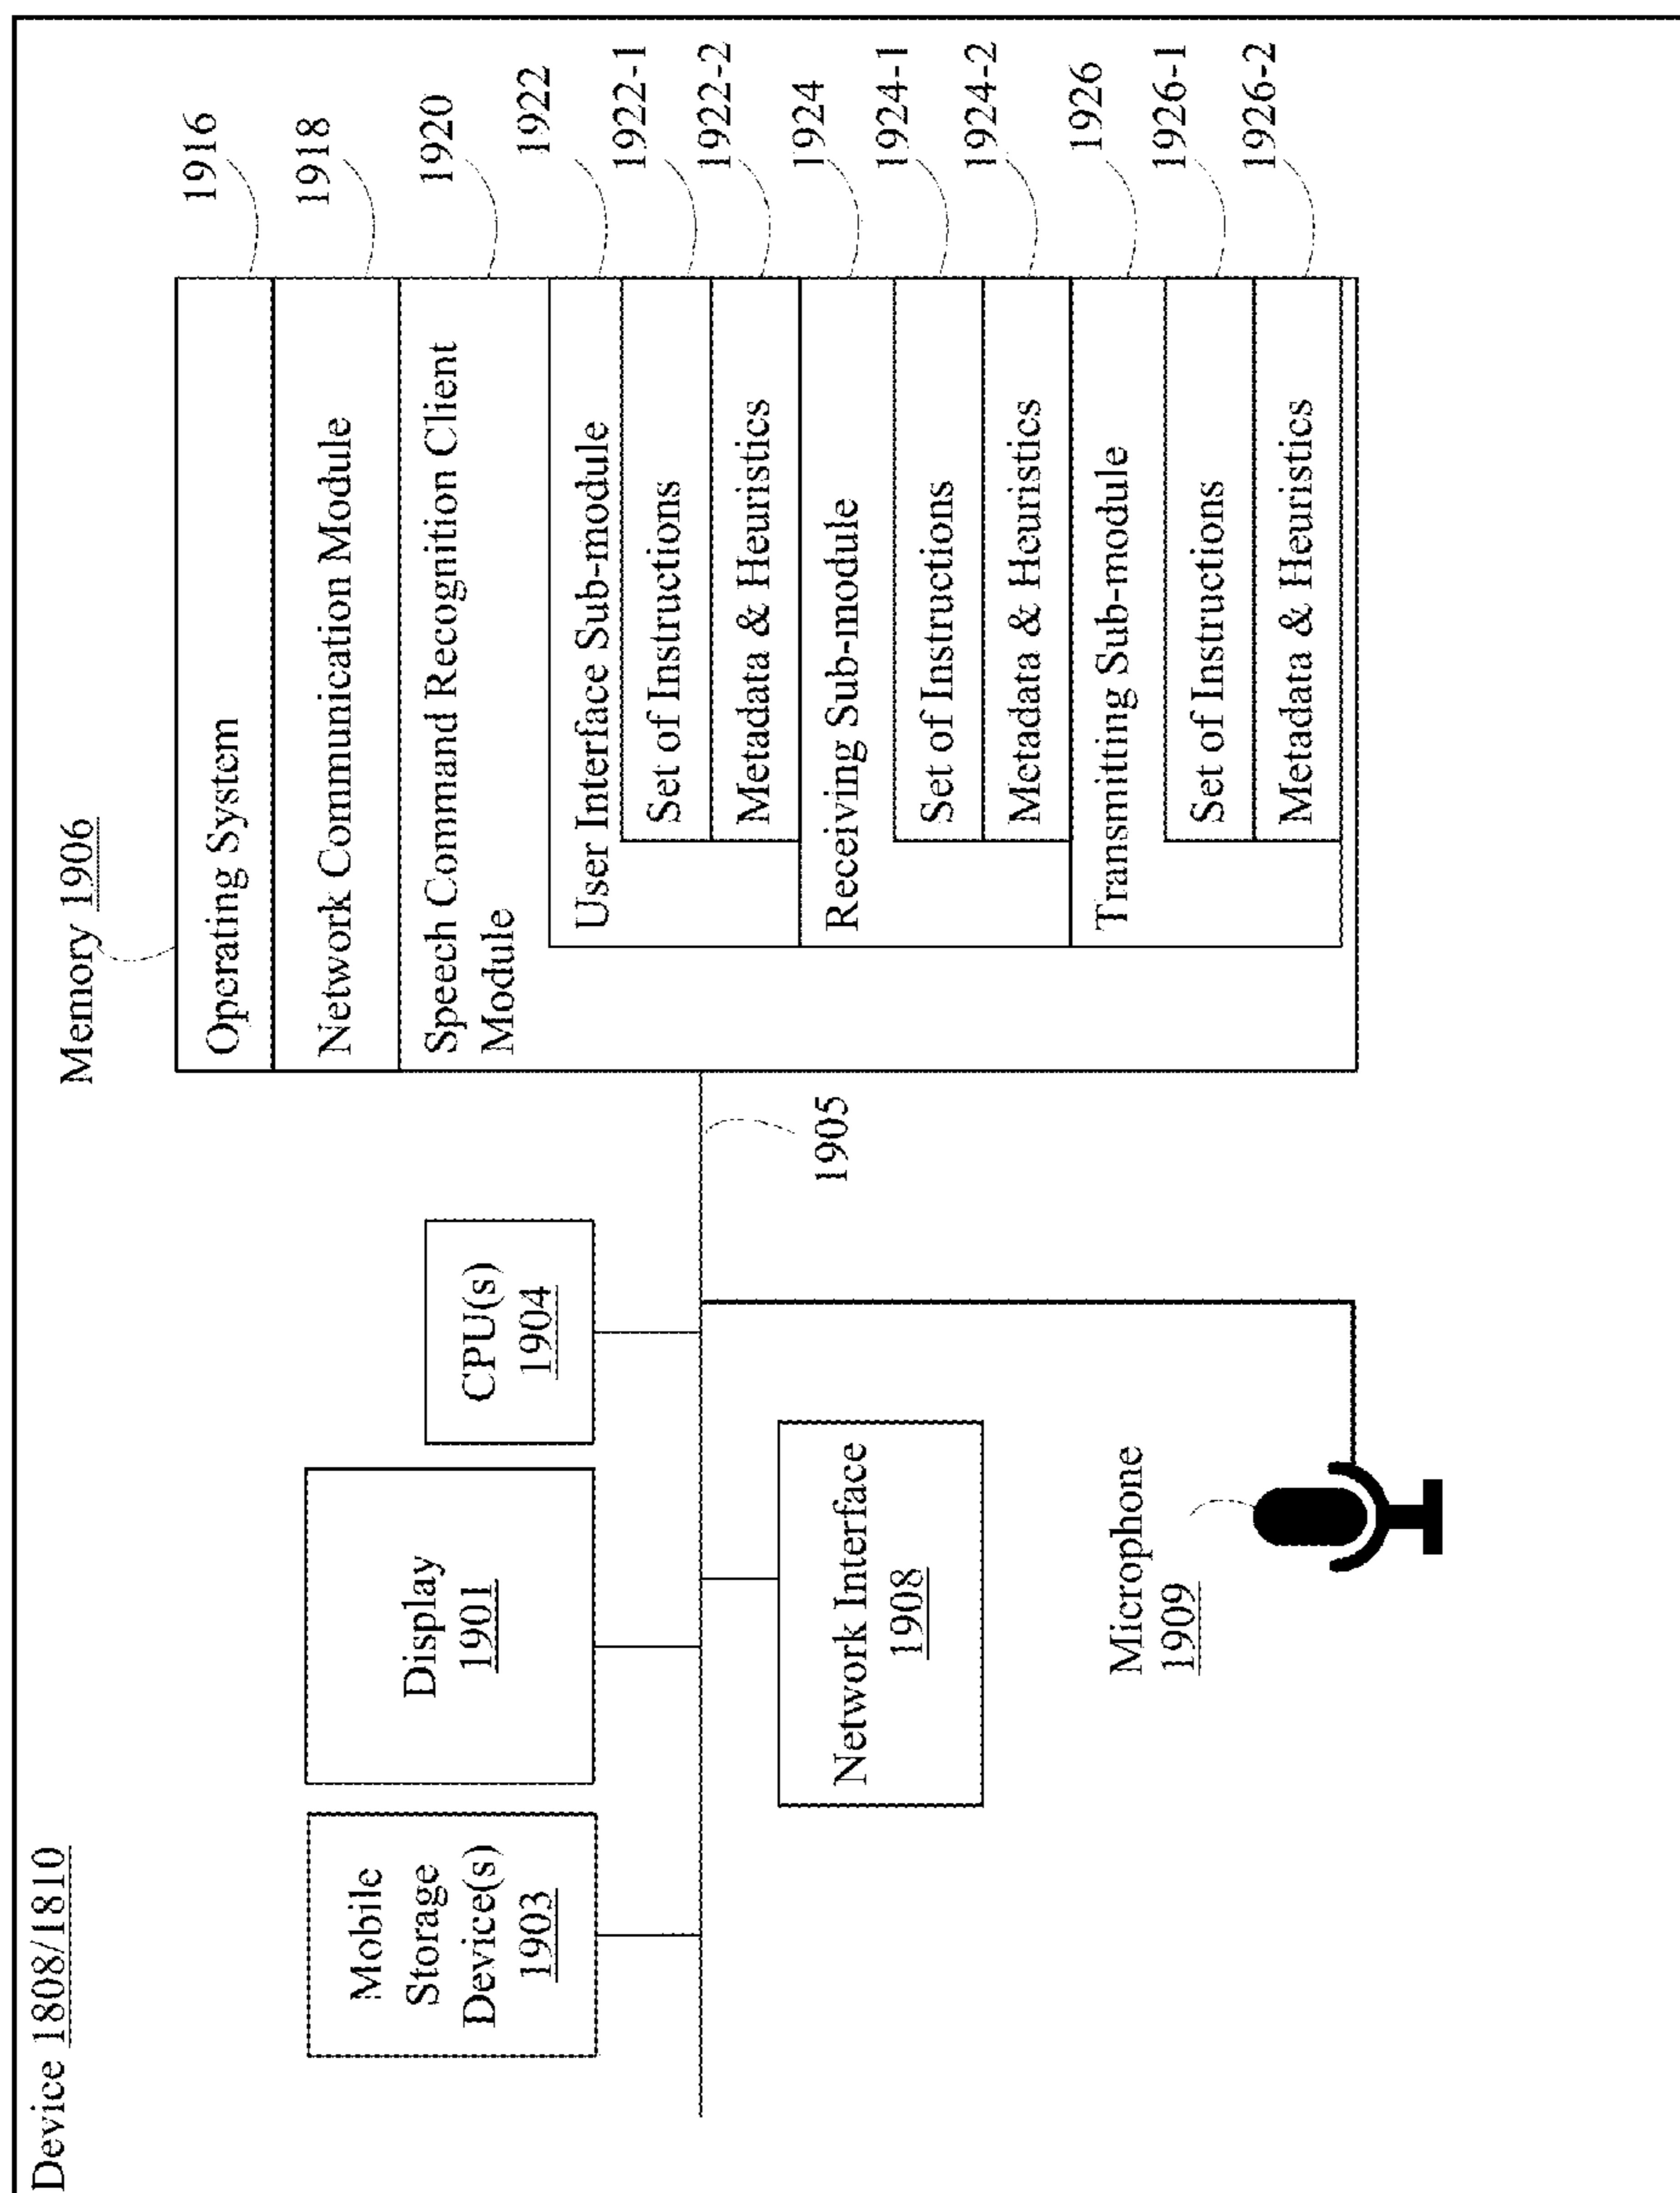 Device 1808/1810
Mobile
Storage
Device(s)
1903
Display
1901
CPU(s)
1904
Network Interface
1908
Microphone
1909
1905
Memory 1906
Operating System
1916
Network Communication Module
1918
Speech Command Recognition Client
Module
1920
User Interface Sub-module
1922
Set of Instructions
1922-1
Metadata & Heuristics
1922-2
Receiving Sub-module
1924
Set of Instructions
1924-1
Metadata & Heuristics
1924-2
Transmitting Sub-module
1926
Set of Instructions
1926-1
Metadata & Heuristics
1926-2